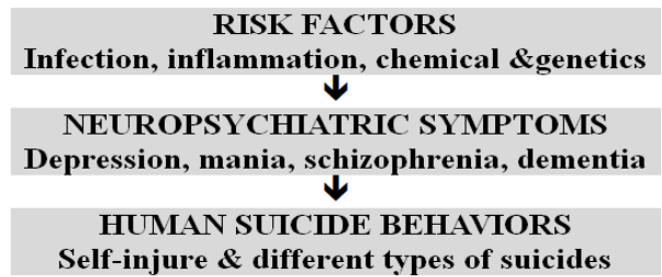 RISK FACTORS
Infection, inflammation, chemical &genetics
NEUROPSYCHIATRIC SYMPTOMS
Depression, mania, schizophrenia, dementia
HUMAN SUICIDE BEHAVIORS
Self-injure & different types of suicides